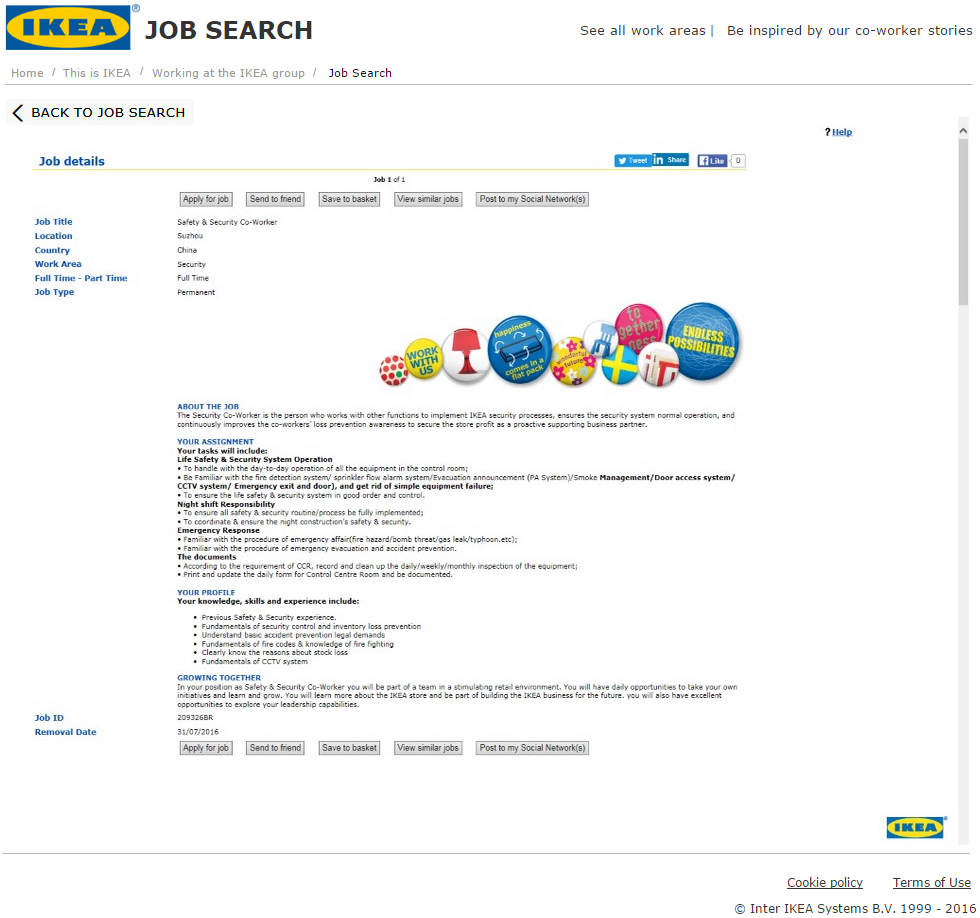 IKEA® JOB SEARCH
See all work areas | Be inspired by our co-worker stories
Home / This is IKEA / Working at the IKEA group / Job Search
BACK TO JOB SEARCH
? Help
Job details
Tweet
Share
Like 0
Job 1 of 1
Apply for job
Send to friend
Save to basket
View similar jobs
Post to my Social Network(s)
Job Title Safety & Security Co-Worker
Location Suzhou
Country China
Work Area Security
Full Time - Part Time Full Time
Job Type Permanent
WORK WITH US
happiness comes in a flat pack
wonderful future
to gether ness
ENDLESS POSSIBILITIES
ABOUT THE JOB
The Security Co-Worker is the person who works with other functions to implement IKEA security processes, ensures the security system normal operation, and
continuously improves the co-workers' loss prevention awareness to secure the store profit as a proactive supporting business partner.
YOUR ASSIGNMENT
Your tasks will include:
Life Safety & Security System Operation
• To handle with the day-to-day operation of all the equipment in the control room;
• Be Familiar with the fire detection system/ sprinkler flow alarm system/Evacuation announcement (PA System)/Smoke Management/Door access system/
CCTV system/ Emergency exit and door), and get rid of simple equipment failure;
• To ensure the life safety & security system in good order and control.
Night shift Responsibility
• To ensure all safety & security routine/process be fully implemented;
• To coordinate & ensure the night construction's safety & security.
Emergency Response
• Familiar with the procedure of emergency affair(fire hazard/bomb threat/gas leak/typhoon.etc);
• Familiar with the procedure of emergency evacuation and accident prevention.
The documents
• According to the requirement of CCR, record and clean up the daily/weekly/monthly inspection of the equipment;
• Print and update the daily form for Control Centre Room and be documented.
YOUR PROFILE
Your knowledge, skills and experience include:
• Previous Safety & Security experience.
• Fundamentals of security control and inventory loss prevention
• Understand basic accident prevention legal demands
• Fundamentals of fire codes & knowledge of fire fighting
• Clearly know the reasons about stock loss
• Fundamentals of CCTV system
GROWING TOGETHER
In your position as Safety & Security Co-Worker you will be part of a team in a stimulating retail environment. You will have daily opportunities to take your own
initiatives and learn and grow. You will learn more about the IKEA store and be part of building the IKEA business for the future. you will also have excellent
opportunities to explore your leadership capabilities.
Job ID 209326BR
Removal Date 31/07/2016
Apply for job
Send to friend
Save to basket
View similar jobs
Post to my Social Network(s)
IKEA®
Cookie policy Terms of Use
© Inter IKEA Systems B.V. 1999 - 2016